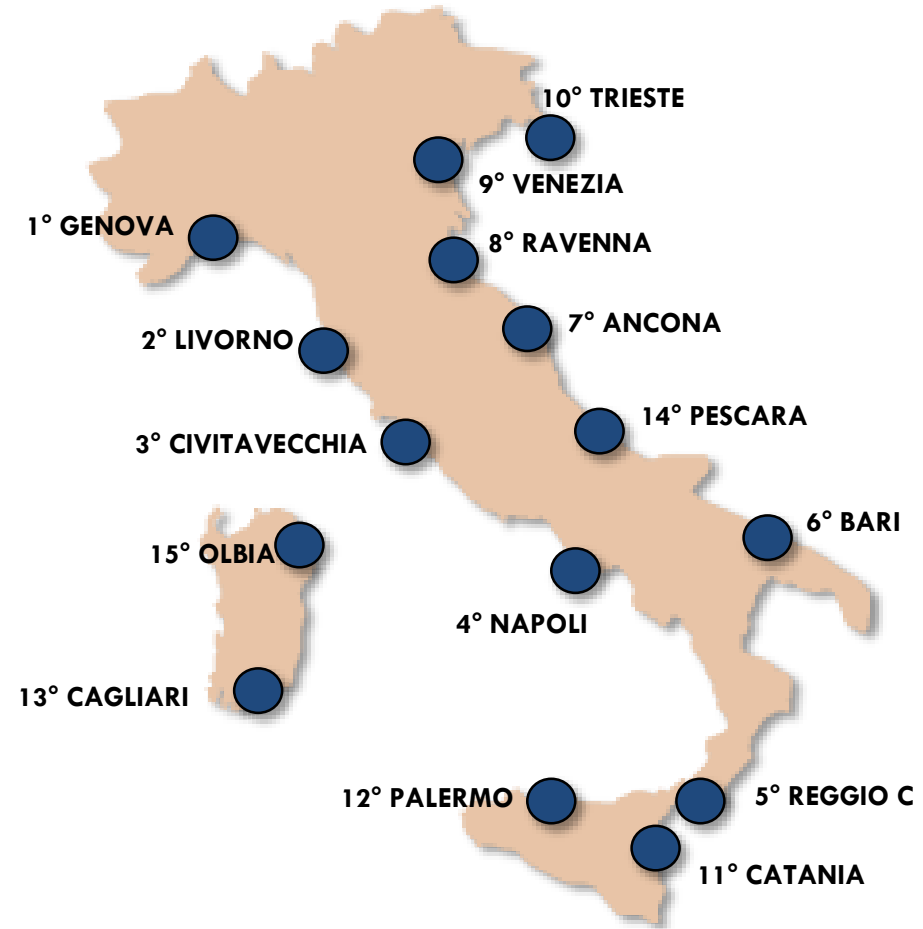 10° TRIESTE
9° VENEZIA
1° GENOVA
8° RAVENNA
7° ANCONA
2° LIVORNO
14° PESCARA
3° CIVITAVECCHIA
6° BARI
15° OLBIA
4° NAPOLI
13° CAGLIARI
12° PALERMO
5° REGGIO C
11° CATANIA